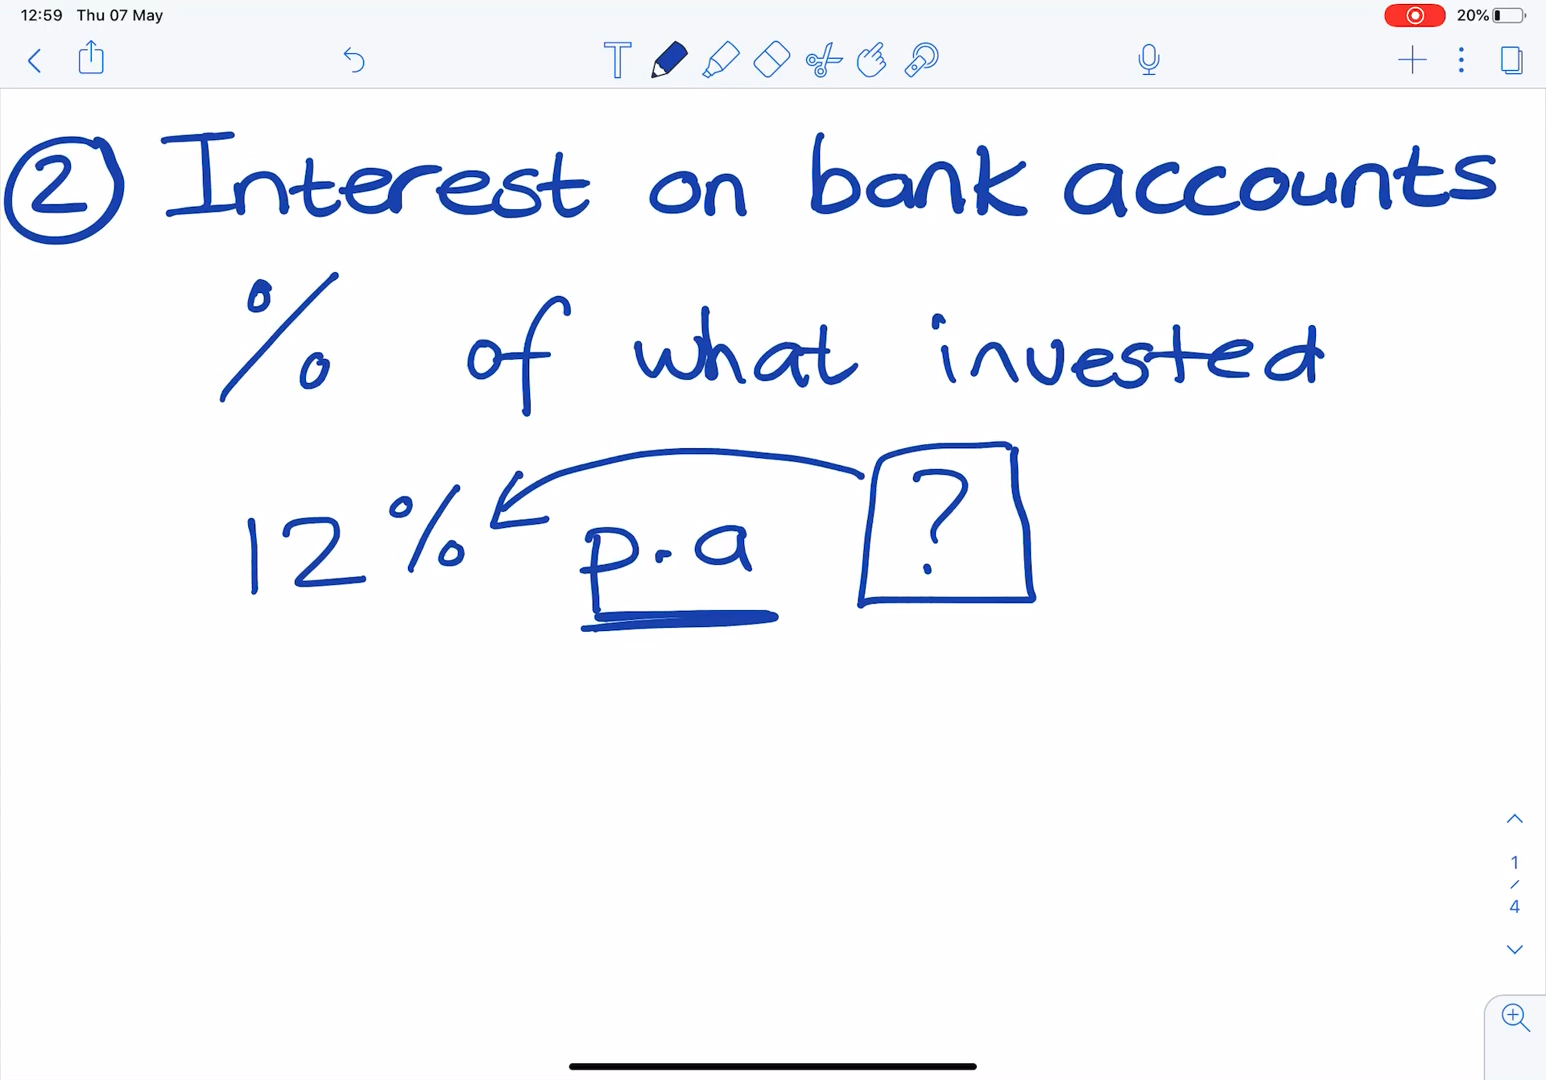 12:59 Thu 07 May
20%
T
② Interest on bank accounts
% of what invested
12% p.a ?
1
/
4